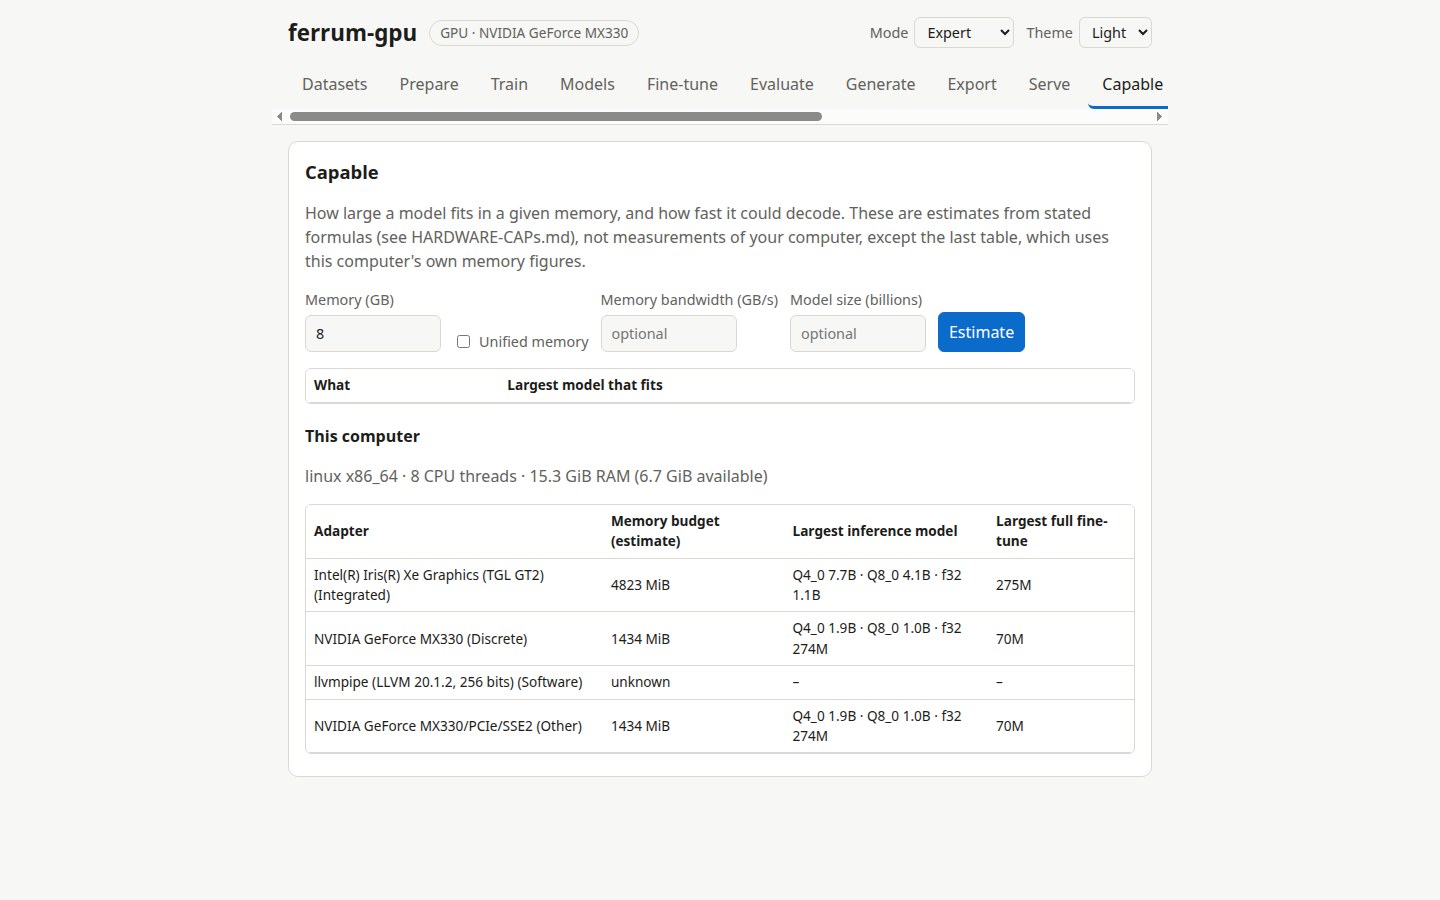 ferrum-gpu
GPU · NVIDIA GeForce MX330
Mode Expert Theme Light
Datasets Prepare Train Models Fine-tune Evaluate Generate Export Serve Capable
Capable
How large a model fits in a given memory, and how fast it could decode. These are estimates from stated
formulas (see HARDWARE-CAPs.md), not measurements of your computer, except the last table, which uses
this computer's own memory figures.
Memory (GB) Memory bandwidth (GB/s) Model size (billions)
8 Unified memory optional optional Estimate
What Largest model that fits
This computer
linux x86_64 · 8 CPU threads · 15.3 GiB RAM (6.7 GiB available)
Adapter
Memory budget
(estimate)
Largest inference model
Largest full fine-
tune
Intel(R) Iris(R) Xe Graphics (TGL GT2)
(Integrated)
4823 MiB
Q4_0 7.7B · Q8_0 4.1B · f32
1.1B
275M
NVIDIA GeForce MX330 (Discrete)
1434 MiB
Q4_0 1.9B · Q8_0 1.0B · f32
274M
70M
llvmpipe (LLVM 20.1.2, 256 bits) (Software) unknown – –
NVIDIA GeForce MX330/PCIe/SSE2 (Other)
1434 MiB
Q4_0 1.9B · Q8_0 1.0B · f32
274M
70M